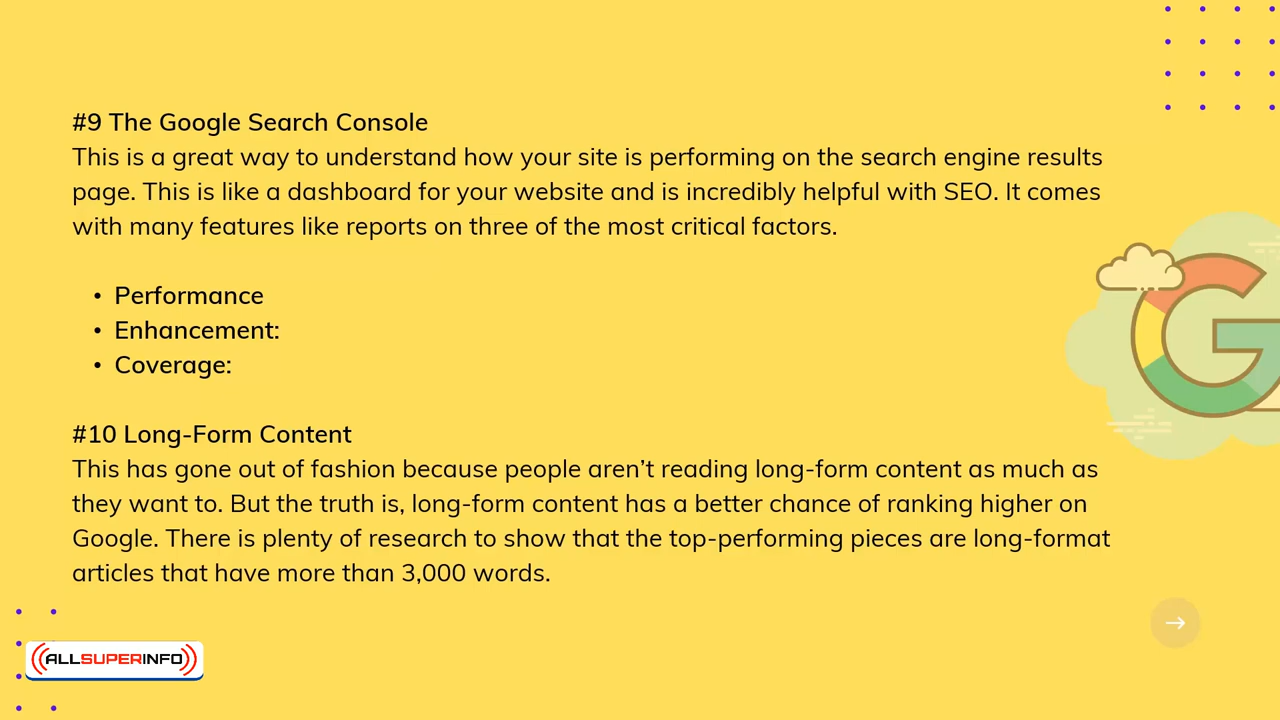 #9 The Google Search Console
This is a great way to understand how your site is performing on the search engine results
page. This is like a dashboard for your website and is incredibly helpful with SEO. It comes
with many features like reports on three of the most critical factors.
• Performance
• Enhancement:
• Coverage:
#10 Long-Form Content
This has gone out of fashion because people aren’t reading long-form content as much as
they want to. But the truth is, long-form content has a better chance of ranking higher on
Google. There is plenty of research to show that the top-performing pieces are long-format
articles that have more than 3,000 words.
ALLSUPERINFO